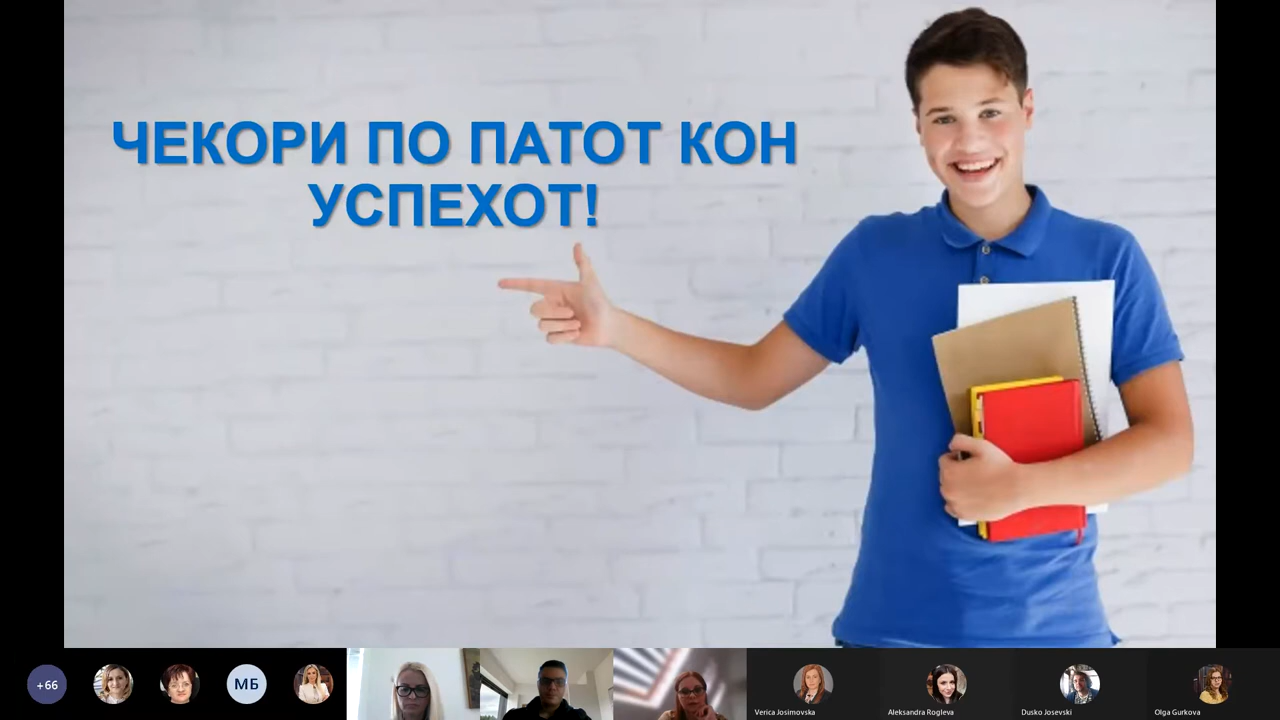 ЧЕКОРИ ПО ПАТОТ КОН
УСПЕХОТ!
+66
МБ
Verica Josimovska
Aleksandra Rogleva
Dusko Josevski
Olga Gurkova